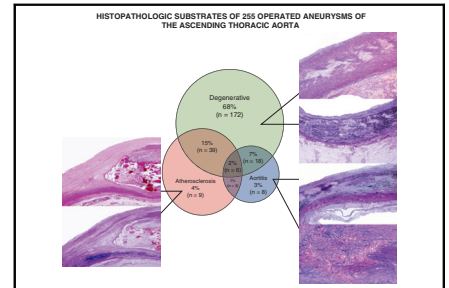 HISTOPATHOLOGIC SUBSTRATES OF 255 OPERATED ANEURYSMS OF
THE ASCENDING THORACIC AORTA
Degenerative
68%
(n = 172)
15%
(n = 39)
7%
(n = 18)
2%
Atherosclerosis
4%
(n = 9)
Aortitis
3%
(n = 8)